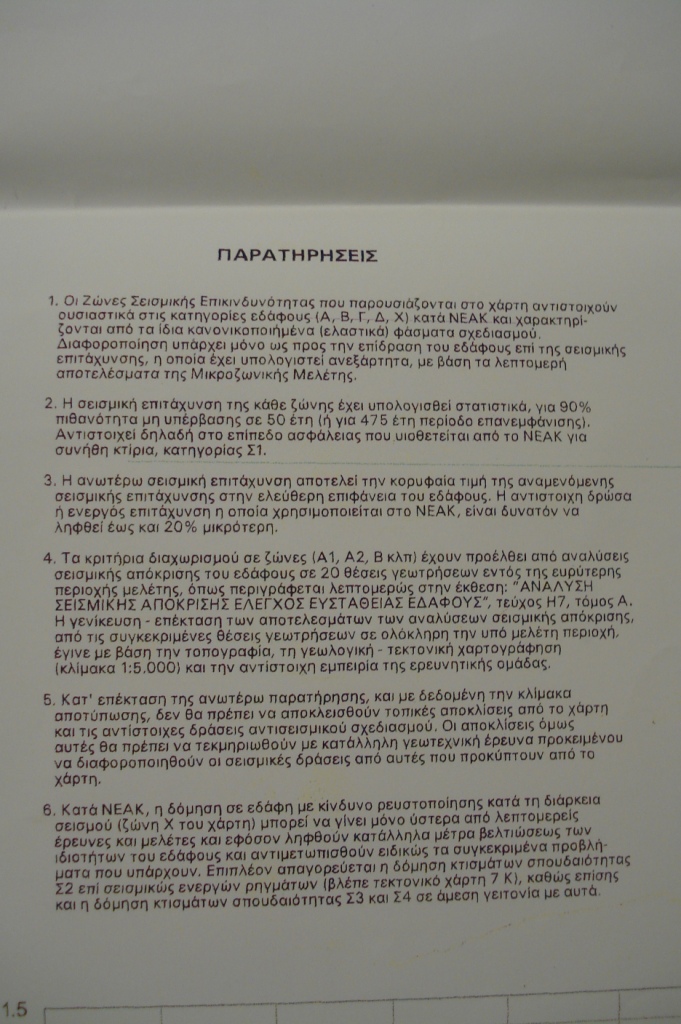 ΠΑΡΑΤΗΡΗΣΕΙΣ
1. Οι Ζώνες Σεισμικής Επικινδυνότητας που παρουσιάζονται στο χάρτη αντιστοιχούν
ουσιαστικά στις κατηγορίες εδάφους (Α, Β, Γ, Δ, Χ) κατά ΝΕΑΚ και χαρακτηρί-
ζονται από τα ίδια κανονικοποιημένα (ελαστικά) φάσματα σχεδιασμού.
Διαφοροποίηση υπάρχει μόνο ως προς την επίδραση του εδάφους επί της σεισμικής
επιτάχυνσης, η οποία έχει υπολογιστεί ανεξάρτητα, με βάση τα λεπτομερή
αποτελέσματα της Μικροζωνικής Μελέτης.
2. Η σεισμική επιτάχυνση της κάθε ζώνης έχει υπολογισθεί στατιστικά, για 90%
πιθανότητα μη υπέρβασης σε 50 έτη (ή για 475 έτη περίοδο επανεμφάνισης).
Αντιστοιχεί δηλαδή στο επίπεδο ασφάλειας που υιοθετείται από το ΝΕΑΚ για
συνήθη κτίρια, κατηγορίας Σ1.
3. Η ανωτέρω σεισμική επιτάχυνση αποτελεί την κορυφαία τιμή της αναμενόμενης
σεισμικής επιτάχυνσης στην ελεύθερη επιφάνεια του εδάφους. Η αντιστοιχη δρώσα
ή ενεργός επιτάχυνση η οποία χρησιμοποιείται στο ΝΕΑΚ, είναι δυνατόν να
ληφθεί έως και 20% μικρότερη.
4. Τα κριτήρια διαχωρισμού σε ζώνες (Α1, Α2, Β κλπ) έχουν προέλθει από αναλύσεις
σεισμικής απόκρισης του εδάφους σε 20 θέσεις γεωτρήσεων εντός της ευρύτερης
περιοχής μελέτης, όπως περιγράφεται λεπτομερώς στην έκθεση: "ΑΝΑΛΥΣΗ
ΣΕΙΣΜΙΚΗΣ ΑΠΟΚΡΙΣΗΣ ΕΛΕΓΧΟΣ ΕΥΣΤΑΘΕΙΑΣ ΕΔΑΦΟΥΣ", τεύχος Η7, τόμος Α.
Η γενίκευση - επέκταση των αποτελεσμάτων των αναλύσεων σεισμικής απόκρισης,
από τις συγκεκριμένες θέσεις γεωτρήσεων σε ολόκληρη την υπό μελέτη περιοχή,
έγινε με βάση την τοπογραφία, τη γεωλογική - τεκτονική χαρτογράφηση
(κλίμακα 1:5.000) και την αντίστοιχη εμπειρία της ερευνητικής ομάδας.
5. Κατ' επέκταση της ανωτέρω παρατήρησης, και με δεδομένη την κλίμακα
αποτύπωσης, δεν θα πρέπει να αποκλεισθούν τοπικές αποκλίσεις από το χάρτη
και τις αντίστοιχες δράσεις αντισεισμικού σχεδιασμού. Οι αποκλίσεις όμως
αυτές θα πρέπει να τεκμηριωθούν με κατάλληλη γεωτεχνική έρευνα προκειμένου
να διαφοροποιηθούν οι σεισμικές δράσεις από αυτές που προκύπτουν από το
χάρτη.
6. Κατά ΝΕΑΚ, η δόμηση σε εδάφη με κίνδυνο ρευστοποίησης κατά τη διάρκεια
σεισμού (ζώνη Χ του χάρτη) μπορεί να γίνει μόνο ύστερα από λεπτομερείς
έρευνες και μελέτες και εφόσον ληφθούν κατάλληλα μέτρα βελτιώσεως των
ιδιοτήτων του εδάφους και αντιμετωπισθούν ειδικώς τα συγκεκριμένα προβλή-
ματα που υπάρχουν. Επιπλέον απαγορεύεται η δόμηση κτισμάτων σπουδαιότητας
Σ2 επί σεισμικώς ενεργών ρηγμάτων (βλέπε τεκτονικό χάρτη 7 Κ), καθώς επίσης
και η δόμηση κτισμάτων σπουδαιότητας Σ3 και Σ4 σε άμεση γειτονία με αυτά.
1.5